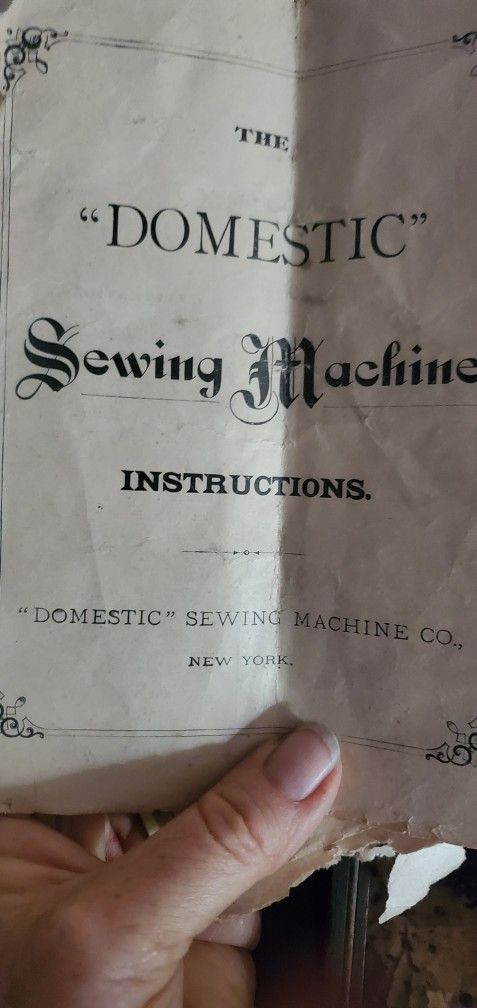 THE
“DOMESTIC”
Sewing Machine
INSTRUCTIONS.
“DOMESTIC” SEWING MACHINE CO.,
NEW YORK.